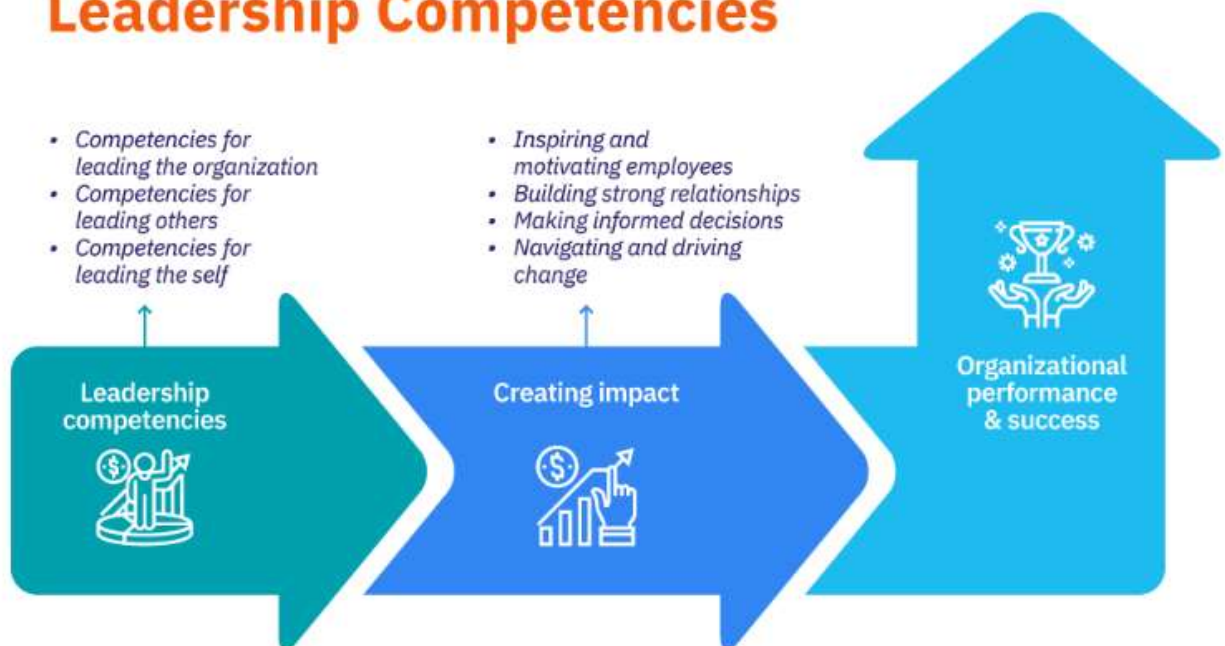 Leadership Competencies
• Competencies for
leading the organization
• Competencies for
leading others
• Competencies for
leading the self
• Inspiring and
motivating employees
• Building strong relationships
• Making informed decisions
• Navigating and driving
change
Leadership
competencies
$
Creating impact
$
Organizational
performance
& success